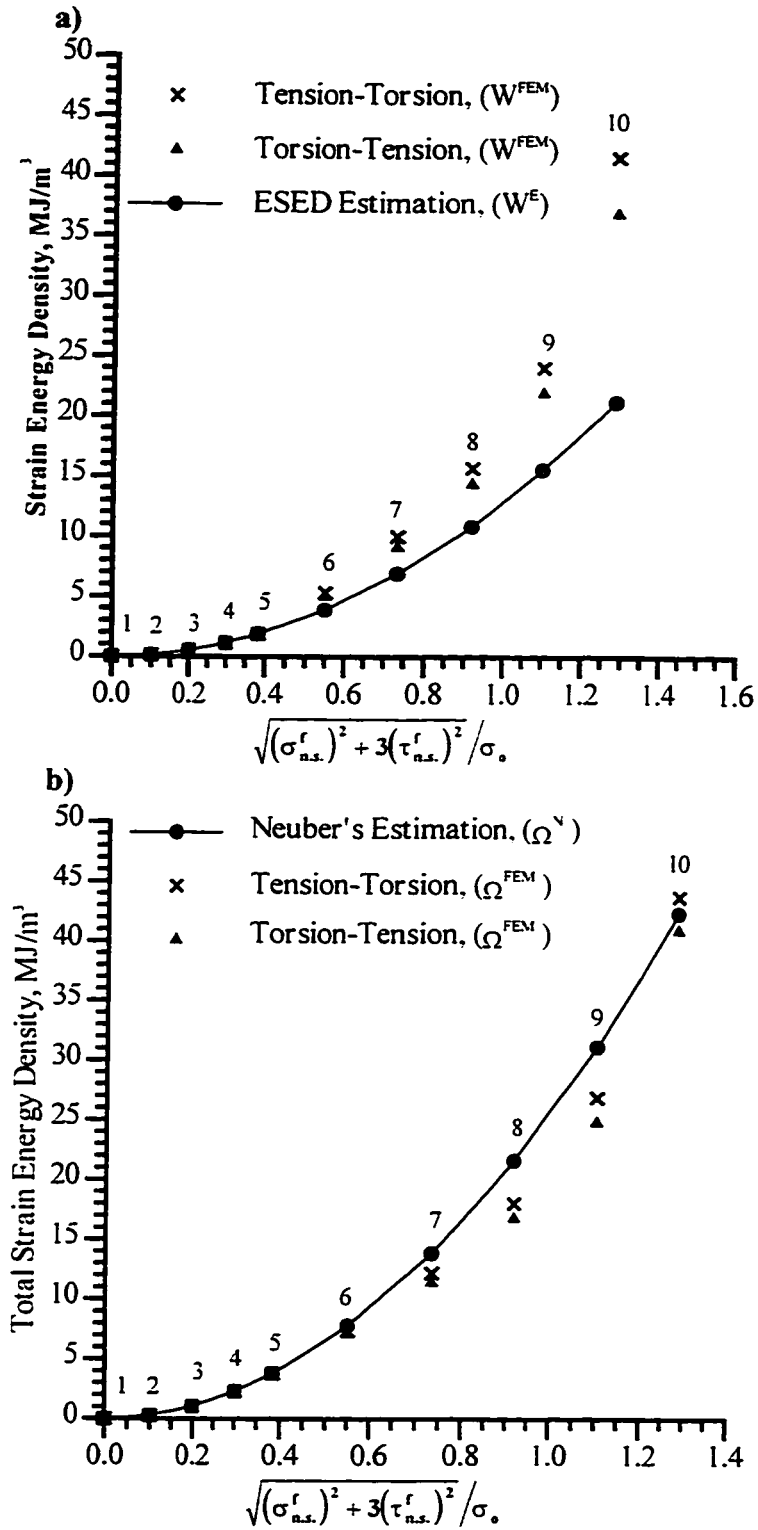 a)
50
45
40
35
30
25
20
15
10
5
0
Strain Energy Density, MJ/m³
× Tension-Torsion, (W^FEM)
▲ Torsion-Tension, (W^FEM)
ESED Estimation, (W^E)
1 2 3 4 5 6 7 8 9 10
0.0 0.2 0.4 0.6 0.8 1.0 1.2 1.4 1.6
√((σ^f_n.s.)² + 3(τ^f_n.s.)²)/σ₀
b)
50
45
40
35
30
25
20
15
10
5
0
Total Strain Energy Density, MJ/m³
Neuber's Estimation, (Ω^N)
× Tension-Torsion, (Ω^FEM)
▲ Torsion-Tension, (Ω^FEM)
1 2 3 4 5 6 7 8 9 10
0.0 0.2 0.4 0.6 0.8 1.0 1.2 1.4
√((σ^f_n.s.)² + 3(τ^f_n.s.)²)/σ₀